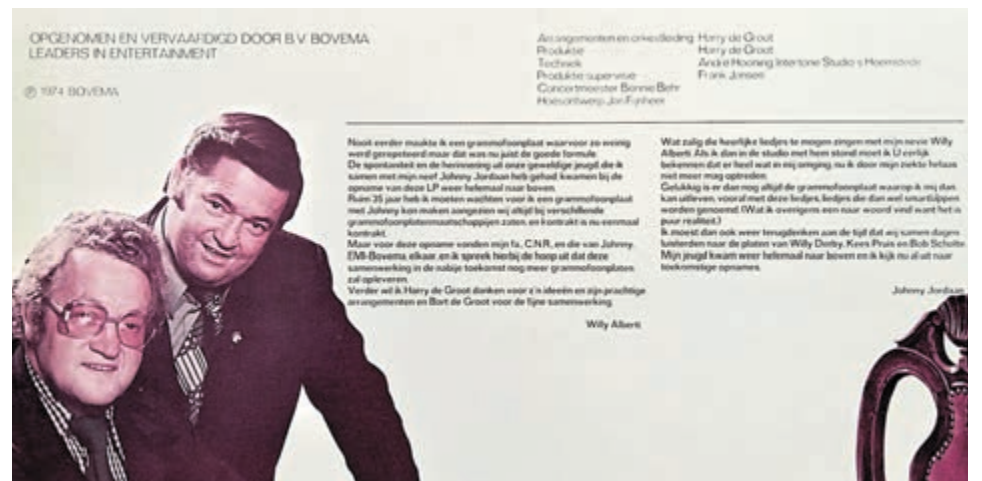 OPGENOMEN EN VERVAARDIGD DOOR B.V. BOVEMA
LEADERS IN ENTERTAINMENT
℗ 1974 BOVEMA
Arrangementen en orkestleiding Harry de Groot
Produktie Harry de Groot
Techniek André Hooning Intertone Studio's Heemstede
Produktie supervisie Frank Jansen
Concertmeester Bennie Behr
Hoesontwerp Jan Fijnheer
Nooit eerder maakte ik een grammofoonplaat waarvoor zo weinig
werd gerepeteerd maar dat was nu juist de goede formule.
De spontaniteit en de herinnering uit onze geweldige jeugd, die ik
samen met mijn neef Johnny Jordaan heb gehad kwamen bij de
opname van deze LP weer helemaal naar boven.
Ruim 35 jaar heb ik moeten wachten voor ik een grammofoonplaat
met Johnny kon maken aangezien wij altijd bij verschillende
grammofoonplatenmaatschappijen zaten, en kontrakt is nu eenmaal
kontrakt.
Maar voor deze opname vonden mijn fa. C.N.R. en die van Johnny,
EMI-Bovema, elkaar, en ik spreek hierbij de hoop uit dat deze
samenwerking in de nabije toekomst nog meer grammofoonplaten
zal opleveren.
Verder wil ik Harry de Groot danken voor z'n ideeën en zijn prachtige
arrangementen en Bart de Groot voor de fijne samenwerking.
Willy Alberti
Wat zalig die heerlijke liedjes te mogen zingen met mijn nevie Willy
Alberti. Als ik dan in de studio met hem stond moet ik U eerlijk
bekennen dat er heel wat in mij omging, nu ik door mijn ziekte helaas
niet meer mag optreden.
Gelukkig is er dan nog altijd de grammofoonplaat waarop ik mij dan
kan uitleven, vooral met deze liedjes, liedjes die dan wel smartlappen
worden genoemd. (Wat ik overigens een naar woord vind want het is
puur realiteit.)
Ik moest dan ook weer terugdenken aan de tijd dat wij samen dagen
luisterden naar de platen van Willy Derby, Kees Pruis en Bob Scholte.
Mijn jeugd kwam weer helemaal naar boven en ik kijk nu al uit naar
toekomstige opnames.
Johnny Jordaan